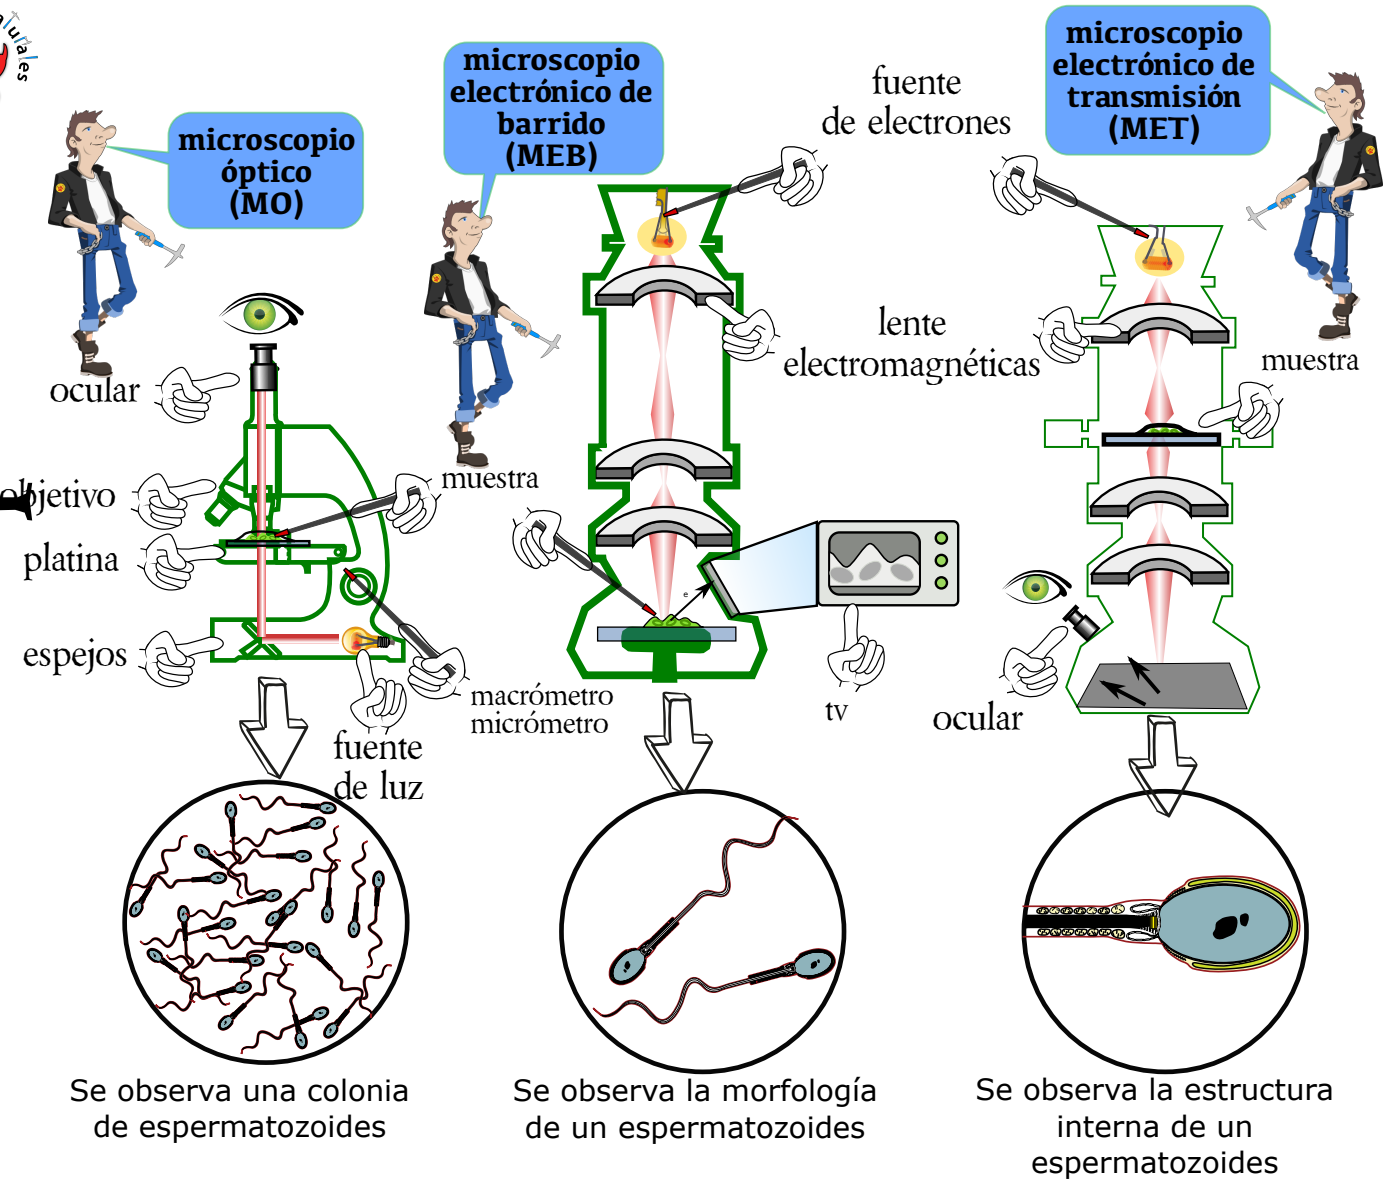 microscopio
óptico
(MO)
microscopio
electrónico de
barrido
(MEB)
fuente
de electrones
microscopio
electrónico de
transmisión
(MET)
ocular
objetivo
platina
espejos
muestra
macrómetro
micrómetro
fuente
de luz
lente
electromagnéticas
e
tv
muestra
ocular
Se observa una colonia
de espermatozoides
Se observa la morfología
de un espermatozoides
Se observa la estructura
interna de un
espermatozoides